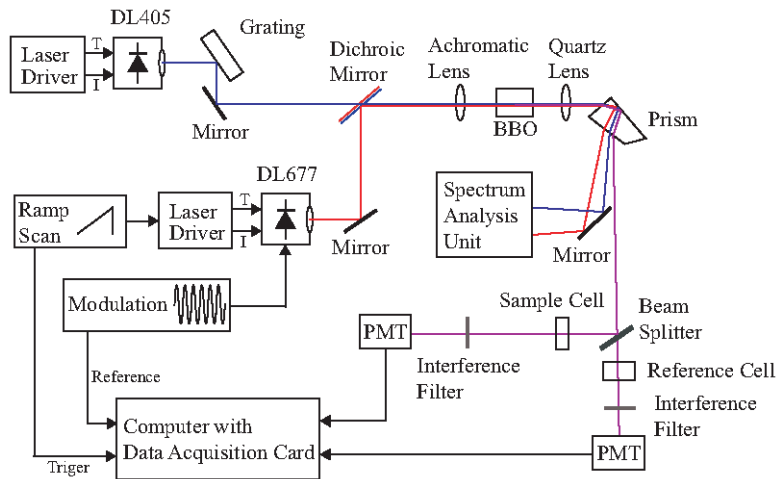 DL405
Grating
Laser
Driver
T
I
Mirror
Dichroic
Mirror
Achromatic
Lens
Quartz
Lens
BBO
Prism
DL677
Ramp
Scan
Laser
Driver
T
I
Mirror
Spectrum
Analysis
Unit
Mirror
Modulation
Sample Cell
Beam
Splitter
PMT
Interference
Filter
Reference Cell
Reference
Interference
Filter
Computer with
Data Acquisition Card
Triger
PMT